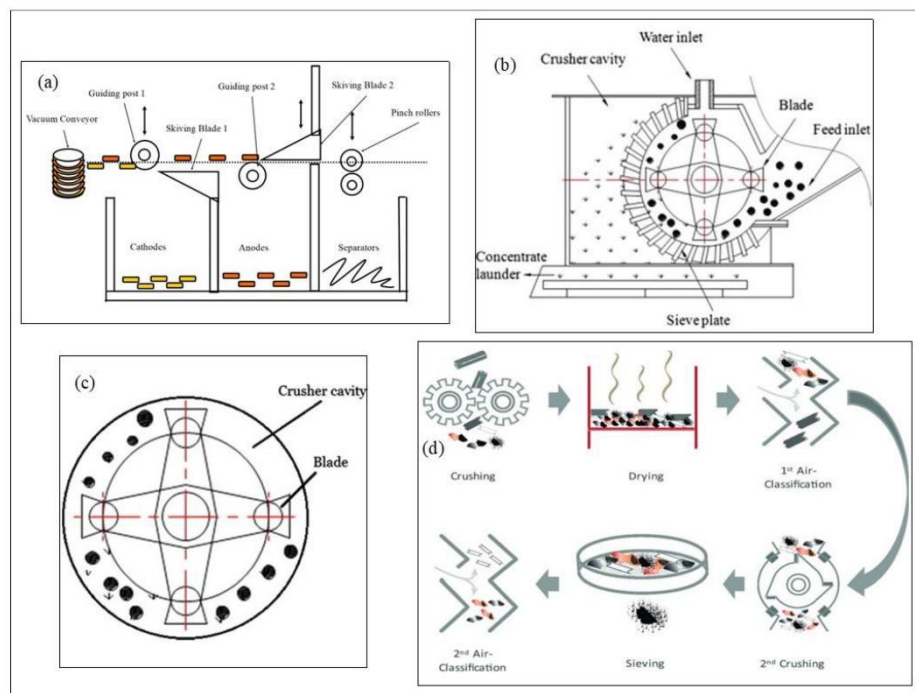 (a)
Guiding post 1
Guiding post 2
Skiving Blade 2
Vacuum Conveyor
Skiving Blade 1
Pinch rollers
Cathodes
Anodes
Separators
(b)
Water inlet
Crusher cavity
Blade
Feed inlet
Concentrate
launder
Sieve plate
(c)
Crusher cavity
Blade
(d)
Crushing
Drying
1st Air-
Classification
2nd Air-
Classification
Sieving
2nd Crushing